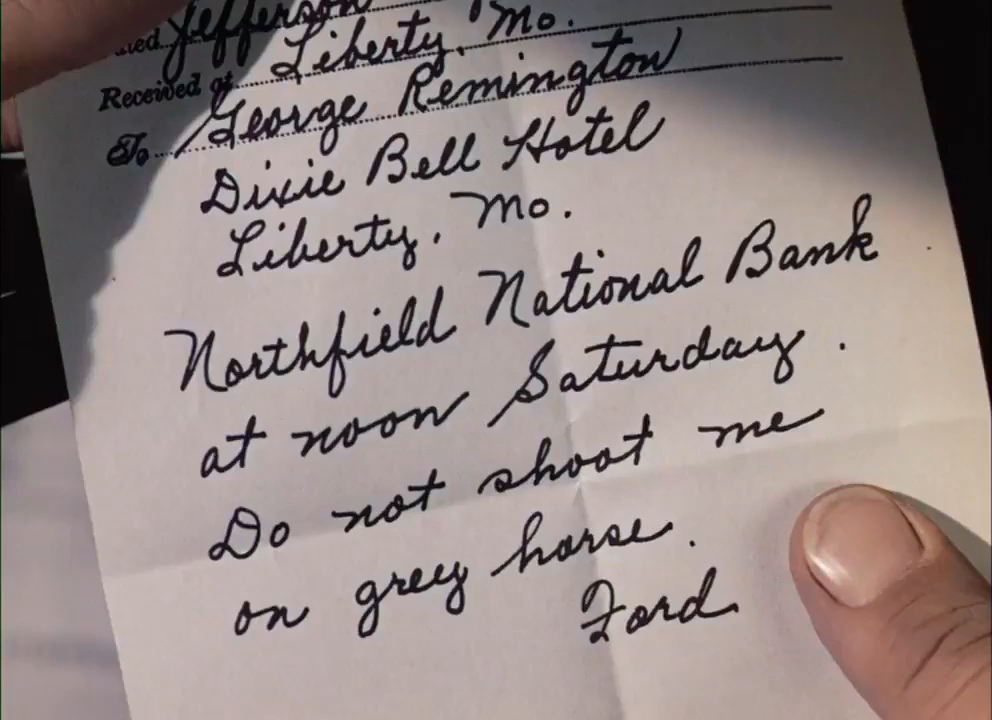 Jefferson
Liberty, Mo.
Received at
George Remington
To
Dixie Bell Hotel
Liberty, Mo.
Northfield National Bank
at noon Saturday.
Do not shoot me
on grey horse.
Ford